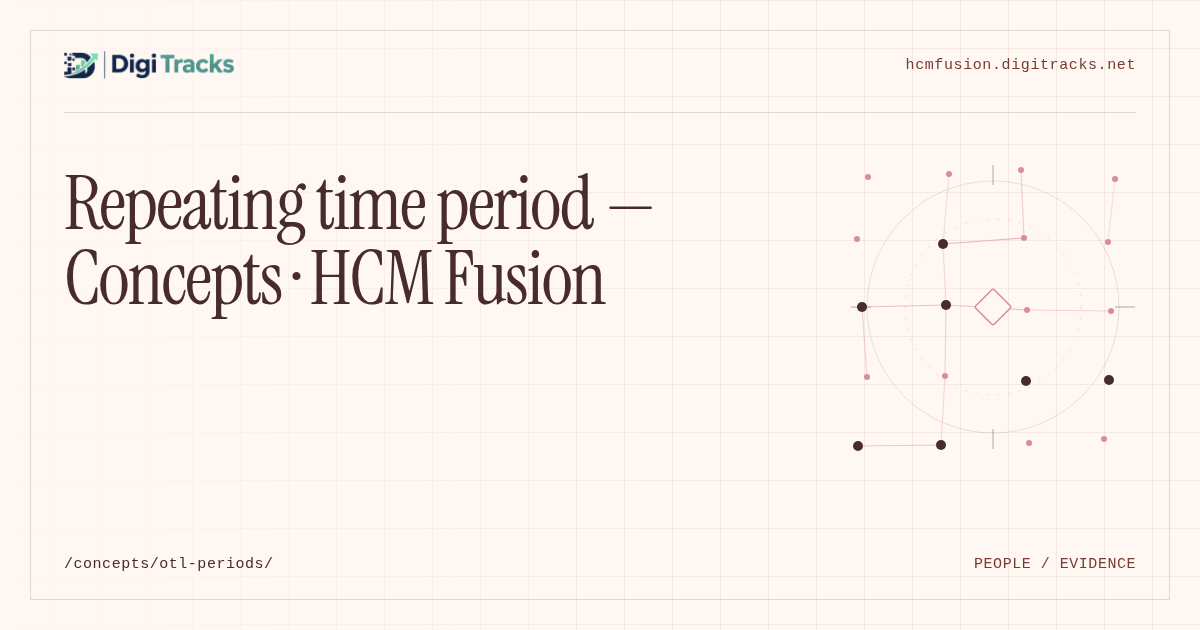 Digi Tracks
hcmfusion.digitracks.net
Repeating time period —
Concepts · HCM Fusion
/concepts/otl-periods/
PEOPLE / EVIDENCE